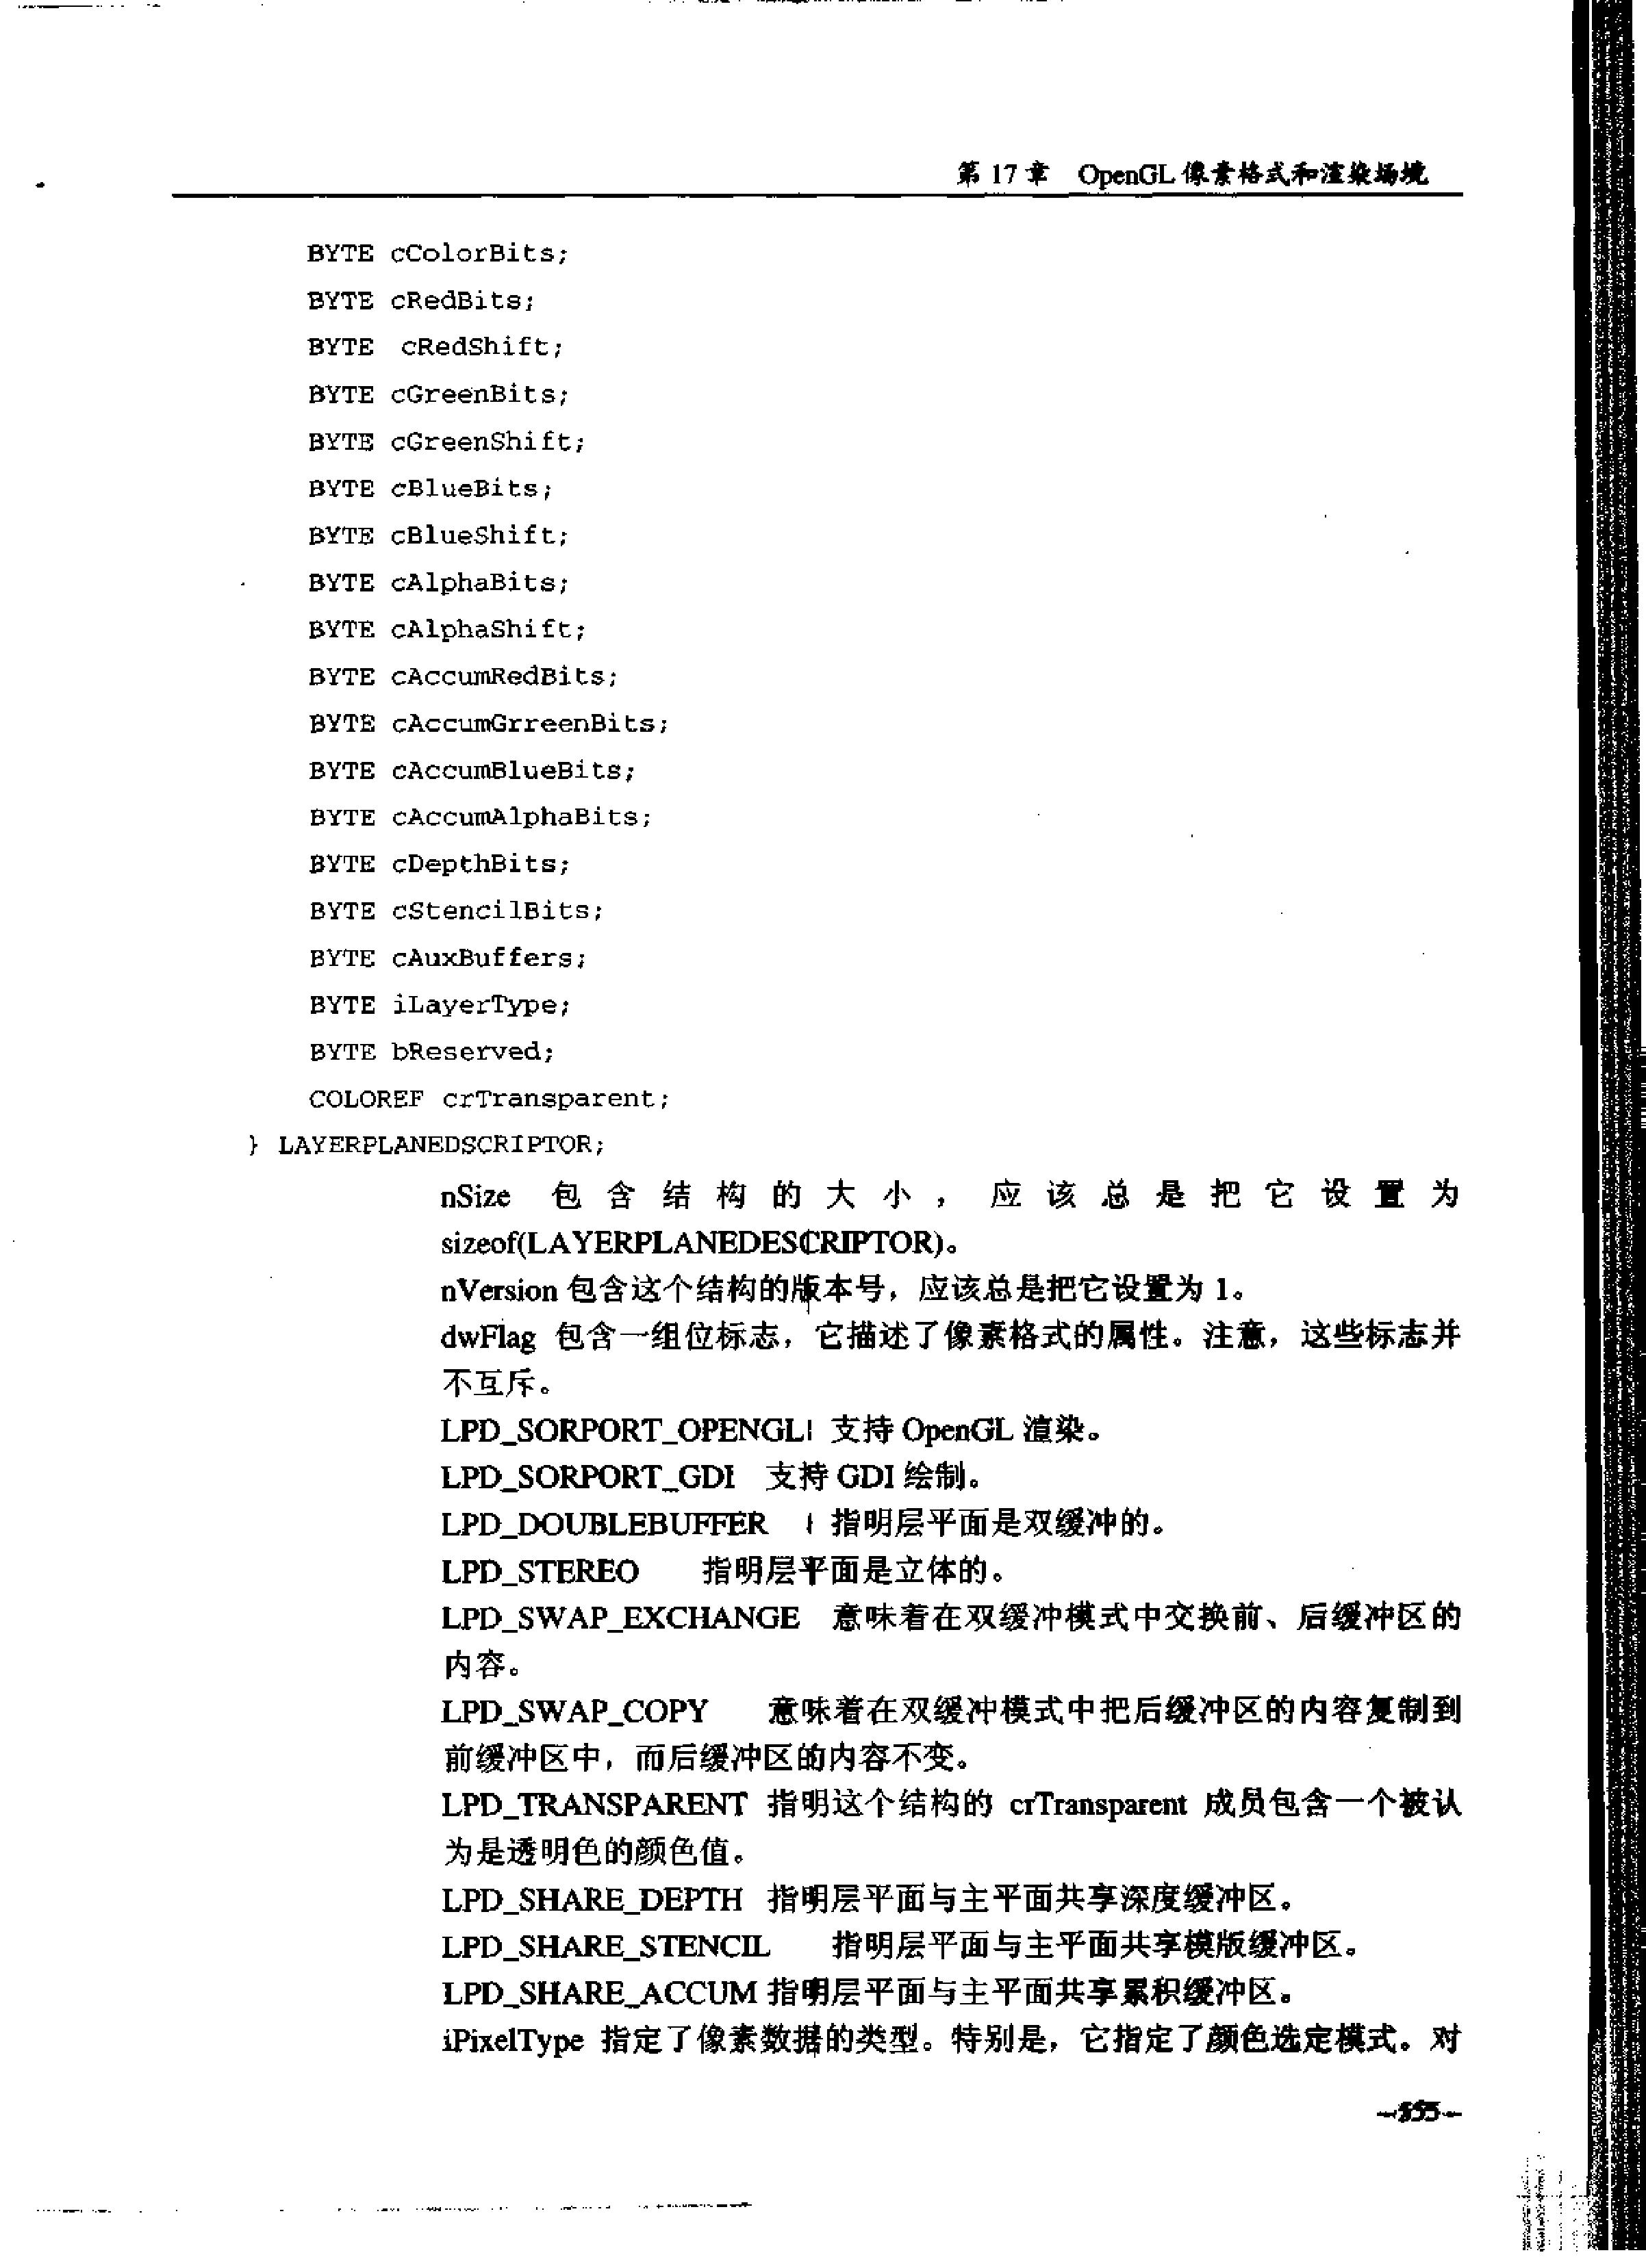 第 17 章 OpenGL 像素格式和渲染场境
BYTE cColorBits;
BYTE cRedBits;
BYTE cRedShift;
BYTE cGreenBits;
BYTE cGreenShift;
BYTE cBlueBits;
BYTE cBlueShift;
BYTE cAlphaBits;
BYTE cAlphaShift;
BYTE cAccumRedBits;
BYTE cAccumGrreenBits;
BYTE cAccumBlueBits;
BYTE cAccumAlphaBits;
BYTE cDepthBits;
BYTE cStencilBits;
BYTE cAuxBuffers;
BYTE iLayerType;
BYTE bReserved;
COLOREF crTransparent;
} LAYERPLANEDSCRIPTOR;
nSize 包含结构的大小，应该总是把它设置为
sizeof(LAYERPLANEDESCRIPTOR)。
nVersion 包含这个结构的版本号，应该总是把它设置为 1。
dwFlag 包含一组位标志，它描述了像素格式的属性。注意，这些标志并
不互斥。
LPD_SORPORT_OPENGL 支持 OpenGL 渲染。
LPD_SORPORT_GDI 支持 GDI 绘制。
LPD_DOUBLEBUFFER 指明层平面是双缓冲的。
LPD_STEREO 指明层平面是立体的。
LPD_SWAP_EXCHANGE 意味着在双缓冲模式中交换前、后缓冲区的
内容。
LPD_SWAP_COPY 意味着在双缓冲模式中把后缓冲区的内容复制到
前缓冲区中，而后缓冲区的内容不变。
LPD_TRANSPARENT 指明这个结构的 crTransparent 成员包含一个被认
为是透明色的颜色值。
LPD_SHARE_DEPTH 指明层平面与主平面共享深度缓冲区。
LPD_SHARE_STENCIL 指明层平面与主平面共享模版缓冲区。
LPD_SHARE_ACCUM 指明层平面与主平面共享累积缓冲区。
iPixelType 指定了像素数据的类型。特别是，它指定了颜色选定模式。对
—555—